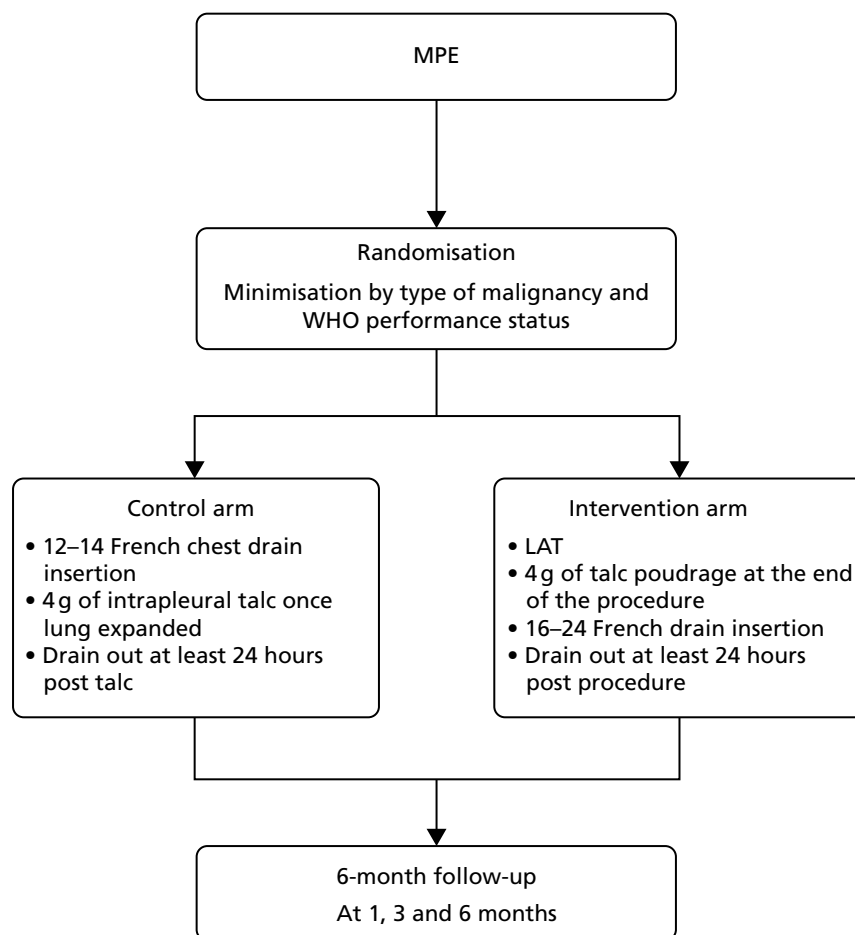 MPE
Randomisation
Minimisation by type of malignancy and
WHO performance status
Control arm
• 12–14 French chest drain
insertion
• 4 g of intrapleural talc once
lung expanded
• Drain out at least 24 hours
post talc
Intervention arm
• LAT
• 4 g of talc poudrage at the end
of the procedure
• 16–24 French drain insertion
• Drain out at least 24 hours
post procedure
6-month follow-up
At 1, 3 and 6 months